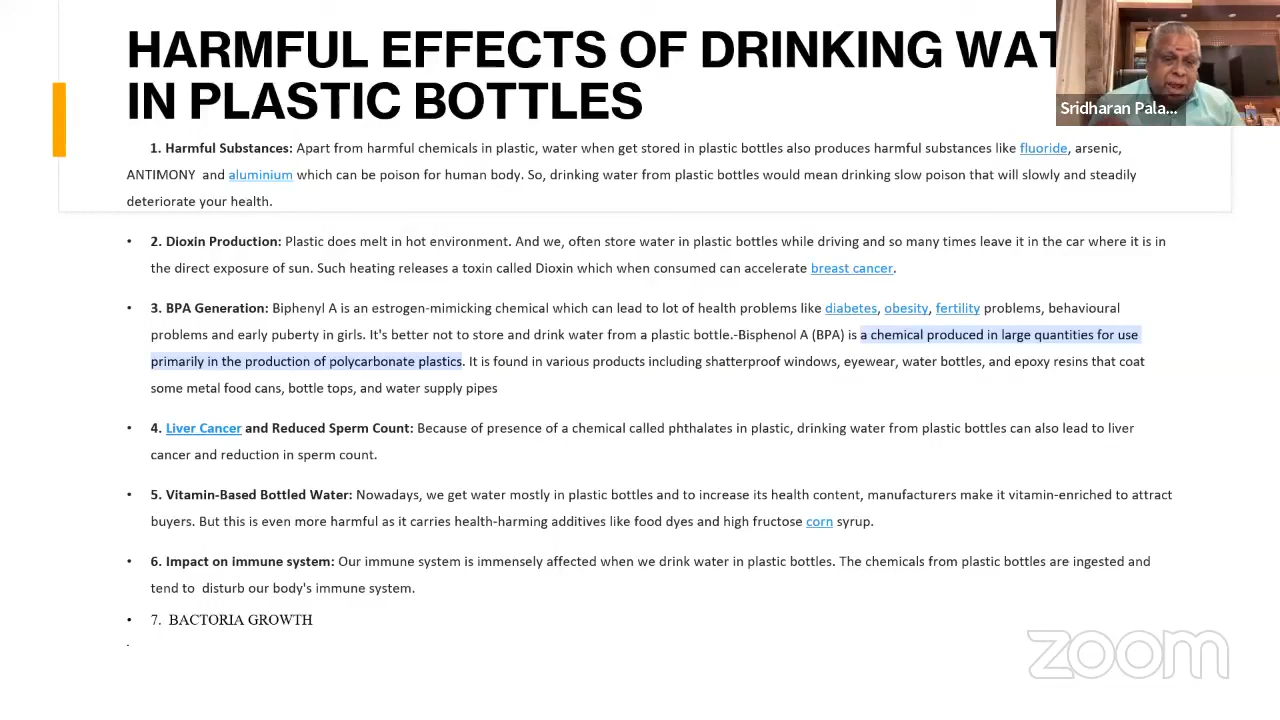 HARMFUL EFFECTS OF DRINKING WAT
IN PLASTIC BOTTLES
Sridharan Pala...
1. Harmful Substances: Apart from harmful chemicals in plastic, water when get stored in plastic bottles also produces harmful substances like fluoride, arsenic,
ANTIMONY and aluminium which can be poison for human body. So, drinking water from plastic bottles would mean drinking slow poison that will slowly and steadily
deteriorate your health.
• 2. Dioxin Production: Plastic does melt in hot environment. And we, often store water in plastic bottles while driving and so many times leave it in the car where it is in
the direct exposure of sun. Such heating releases a toxin called Dioxin which when consumed can accelerate breast cancer.
• 3. BPA Generation: Biphenyl A is an estrogen-mimicking chemical which can lead to lot of health problems like diabetes, obesity, fertility problems, behavioural
problems and early puberty in girls. It's better not to store and drink water from a plastic bottle.-Bisphenol A (BPA) is a chemical produced in large quantities for use
primarily in the production of polycarbonate plastics. It is found in various products including shatterproof windows, eyewear, water bottles, and epoxy resins that coat
some metal food cans, bottle tops, and water supply pipes
• 4. Liver Cancer and Reduced Sperm Count: Because of presence of a chemical called phthalates in plastic, drinking water from plastic bottles can also lead to liver
cancer and reduction in sperm count.
• 5. Vitamin-Based Bottled Water: Nowadays, we get water mostly in plastic bottles and to increase its health content, manufacturers make it vitamin-enriched to attract
buyers. But this is even more harmful as it carries health-harming additives like food dyes and high fructose corn syrup.
• 6. Impact on immune system: Our immune system is immensely affected when we drink water in plastic bottles. The chemicals from plastic bottles are ingested and
tend to disturb our body's immune system.
• 7. BACTORIA GROWTH
zoom